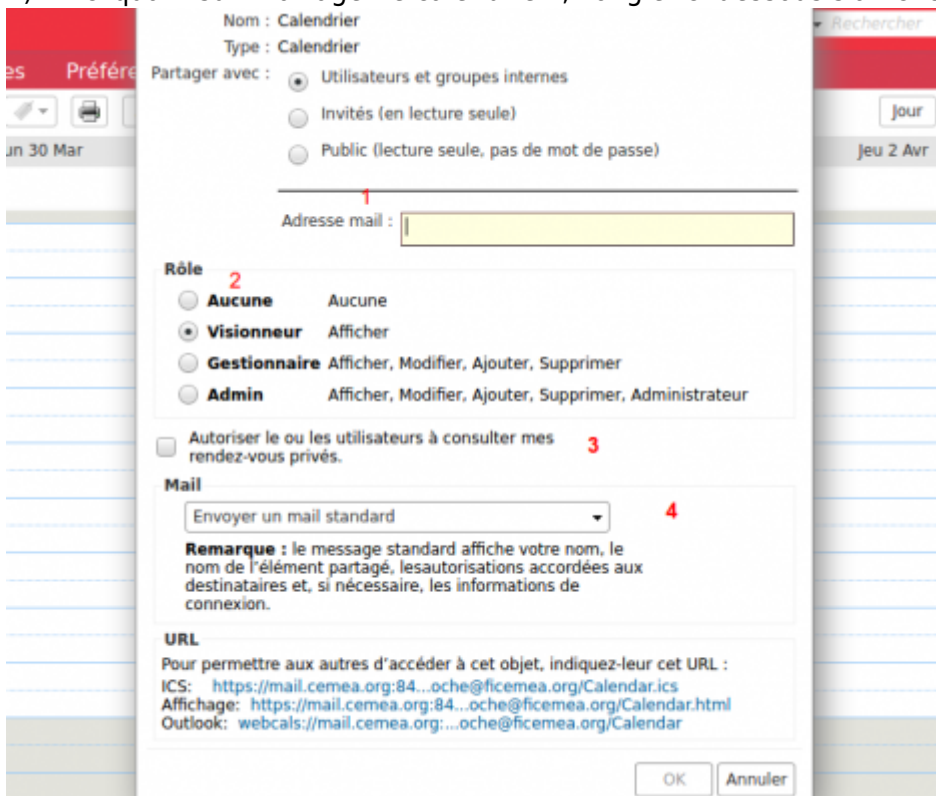 Nom : Calendrier
Rechercher
Type : Calendrier
es Préfére
Partager avec : Utilisateurs et groupes internes
Invités (en lecture seule)
Jour
un 30 Mar
Public (lecture seule, pas de mot de passe)
Jeu 2 Avr
1
Adresse mail :
Rôle
2
Aucune Aucune
Visionneur Afficher
Gestionnaire Afficher, Modifier, Ajouter, Supprimer
Admin Afficher, Modifier, Ajouter, Supprimer, Administrateur
Autoriser le ou les utilisateurs à consulter mes
rendez-vous privés.
3
Mail
Envoyer un mail standard
4
Remarque : le message standard affiche votre nom, le
nom de l'élément partagé, lesautorisations accordées aux
destinataires et, si nécessaire, les informations de
connexion.
URL
Pour permettre aux autres d'accéder à cet objet, indiquez-leur cet URL :
ICS: https://mail.cemea.org:84...oche@ficemea.org/Calendar.ics
Affichage: https://mail.cemea.org:84...oche@ficemea.org/Calendar.html
Outlook: webcals://mail.cemea.org:...oche@ficemea.org/Calendar
OK Annuler